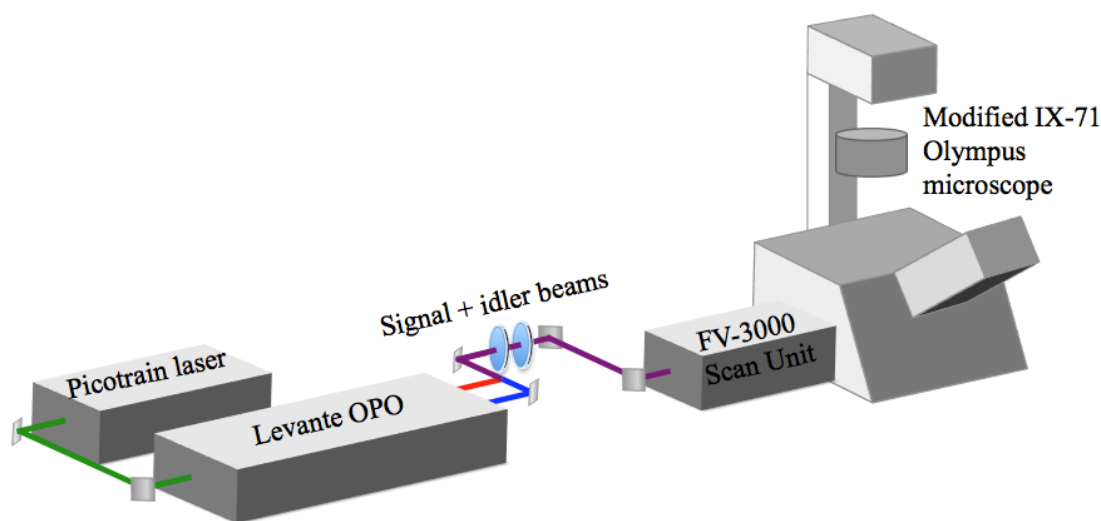 Modified IX-71
Olympus
microscope
Signal + idler beams
FV-3000
Scan Unit
Picotrain laser
Levante OPO